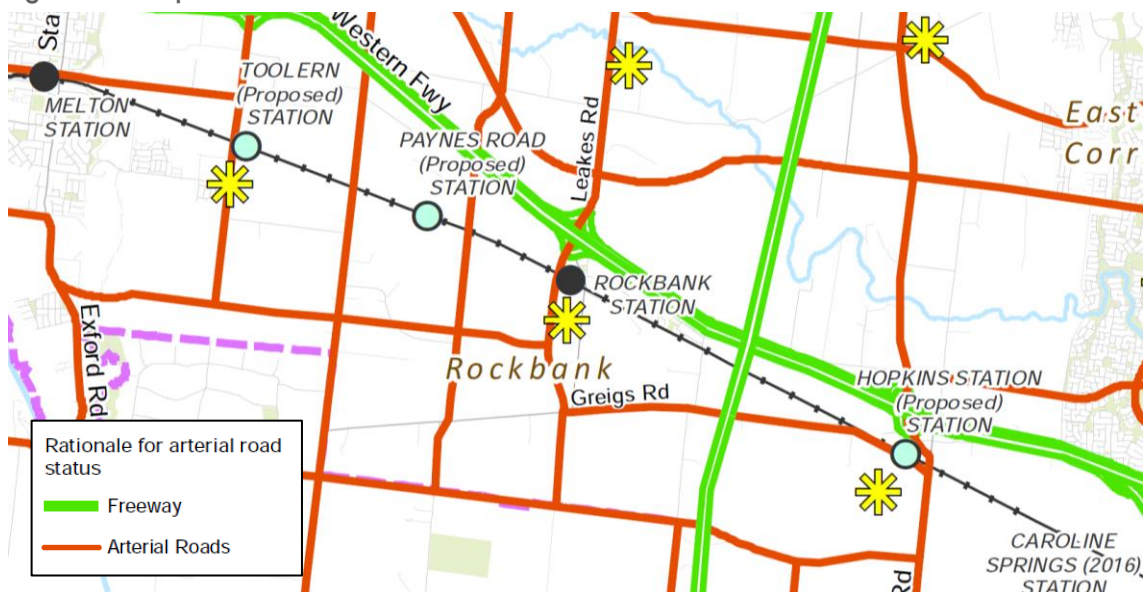 Sta
Western Fwy
TOOLERN
(Proposed)
STATION
MELTON
STATION
PAYNES ROAD
(Proposed)
STATION
Leakes Rd
East
Corr
ROCKBANK
STATION
Exford Rd
Rockbank
Greigs Rd
HOPKINS STATION
(Proposed)
STATION
Rationale for arterial road
status
Freeway
Arterial Roads
CAROLINE
SPRINGS (2016)
STATION
Rd